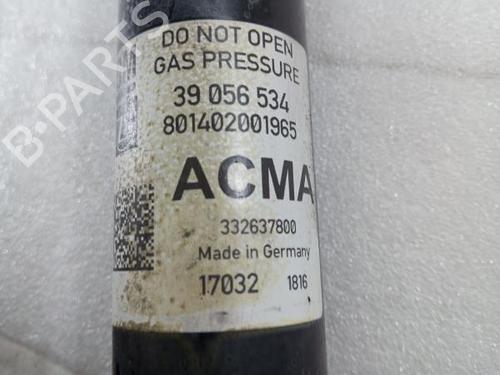 DO NOT OPEN
GAS PRESSURE
39 056 534
801402001965
ACMA
332637800
Made in Germany
17032 1816
B-PARTS